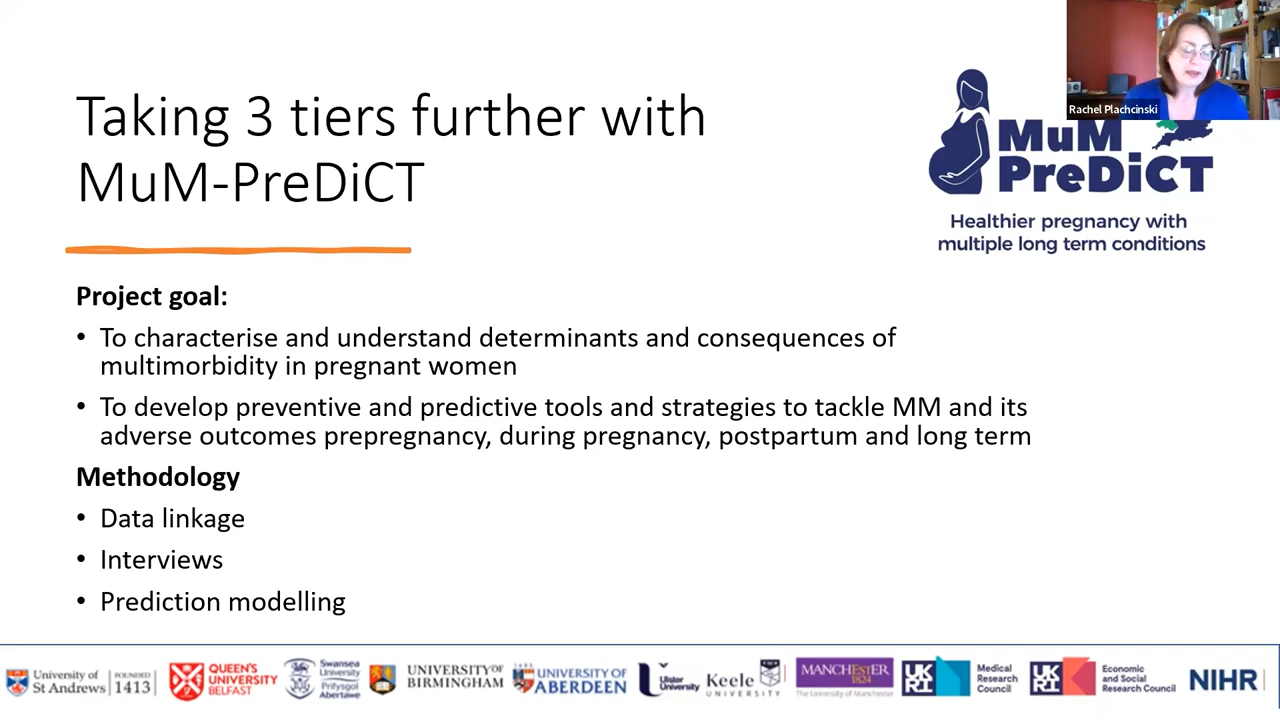 Taking 3 tiers further with
MuM-PreDiCT
Rachel Plachcinski
MuM
PreDiCT
Healthier pregnancy with
multiple long term conditions
Project goal:
• To characterise and understand determinants and consequences of
multimorbidity in pregnant women
• To develop preventive and predictive tools and strategies to tackle MM and its
adverse outcomes prepregnancy, during pregnancy, postpartum and long term
Methodology
• Data linkage
• Interviews
• Prediction modelling
University of
St Andrews
FOUNDED
1413
QUEEN'S
UNIVERSITY
BELFAST
Swansea
University
Prifysgol
Abertawe
UNIVERSITY OF
BIRMINGHAM
UNIVERSITY OF
ABERDEEN
Ulster
University
Keele
UNIVERSITY
MANCHESTER
1824
The University of Manchester
UK
RI
Medical
Research
Council
UK
RI
Economic
and Social
Research Council
NIHR